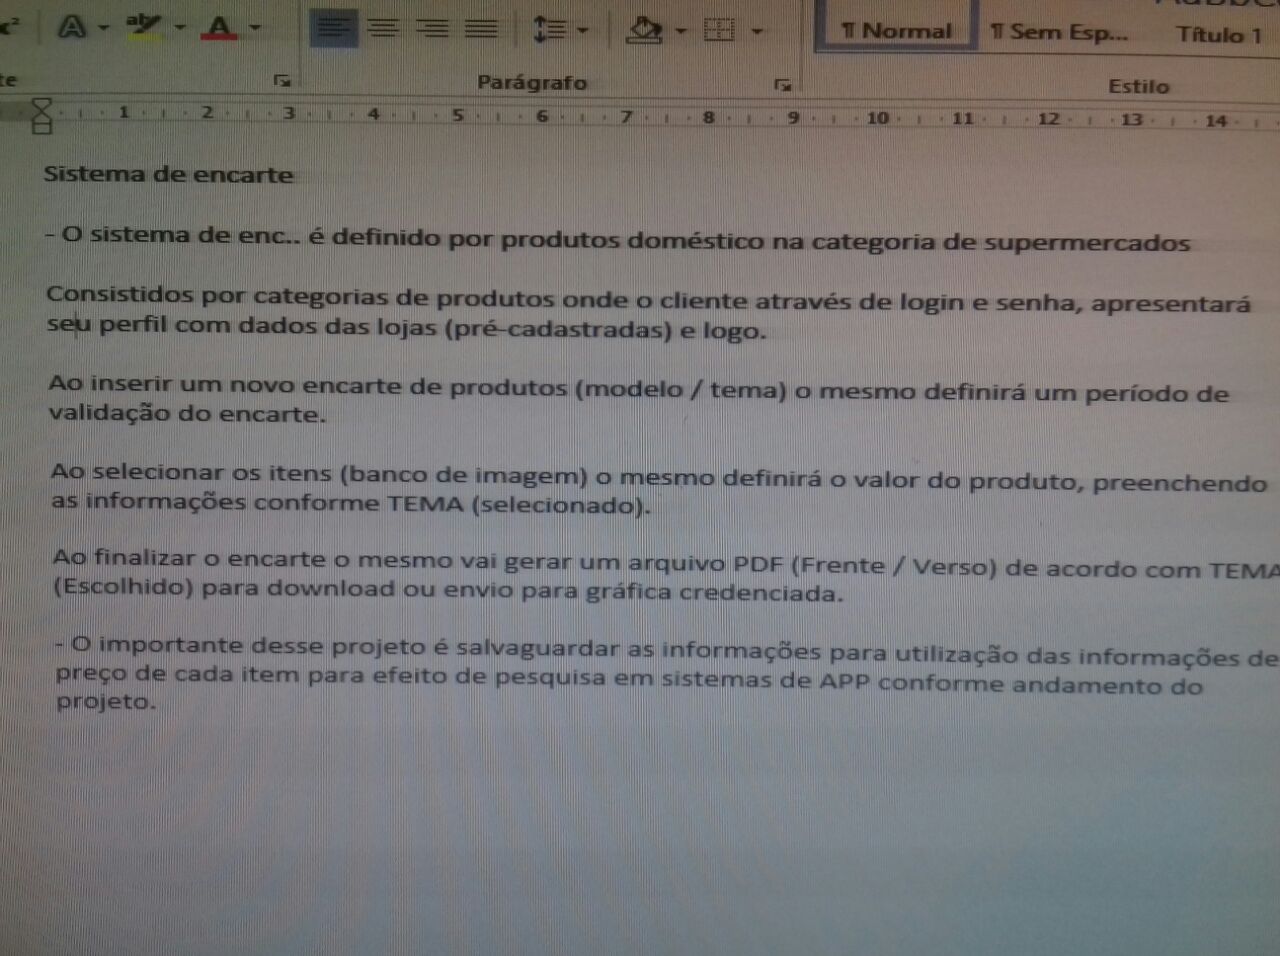 x²
A
ab
A
te
Parágrafo
¶ Normal
¶ Sem Esp...
Título 1
Estilo
1 2 3 4 5 6 7 8 9 10 11 12 13 14
Sistema de encarte
- O sistema de enc.. é definido por produtos doméstico na categoria de supermercados
Consistidos por categorias de produtos onde o cliente através de login e senha, apresentará
seu perfil com dados das lojas (pré-cadastradas) e logo.
Ao inserir um novo encarte de produtos (modelo / tema) o mesmo definirá um período de
validação do encarte.
Ao selecionar os itens (banco de imagem) o mesmo definirá o valor do produto, preenchendo
as informações conforme TEMA (selecionado).
Ao finalizar o encarte o mesmo vai gerar um arquivo PDF (Frente / Verso) de acordo com TEMA
(Escolhido) para download ou envio para gráfica credenciada.
- O importante desse projeto é salvaguardar as informações para utilização das informações de
preço de cada item para efeito de pesquisa em sistemas de APP conforme andamento do
projeto.